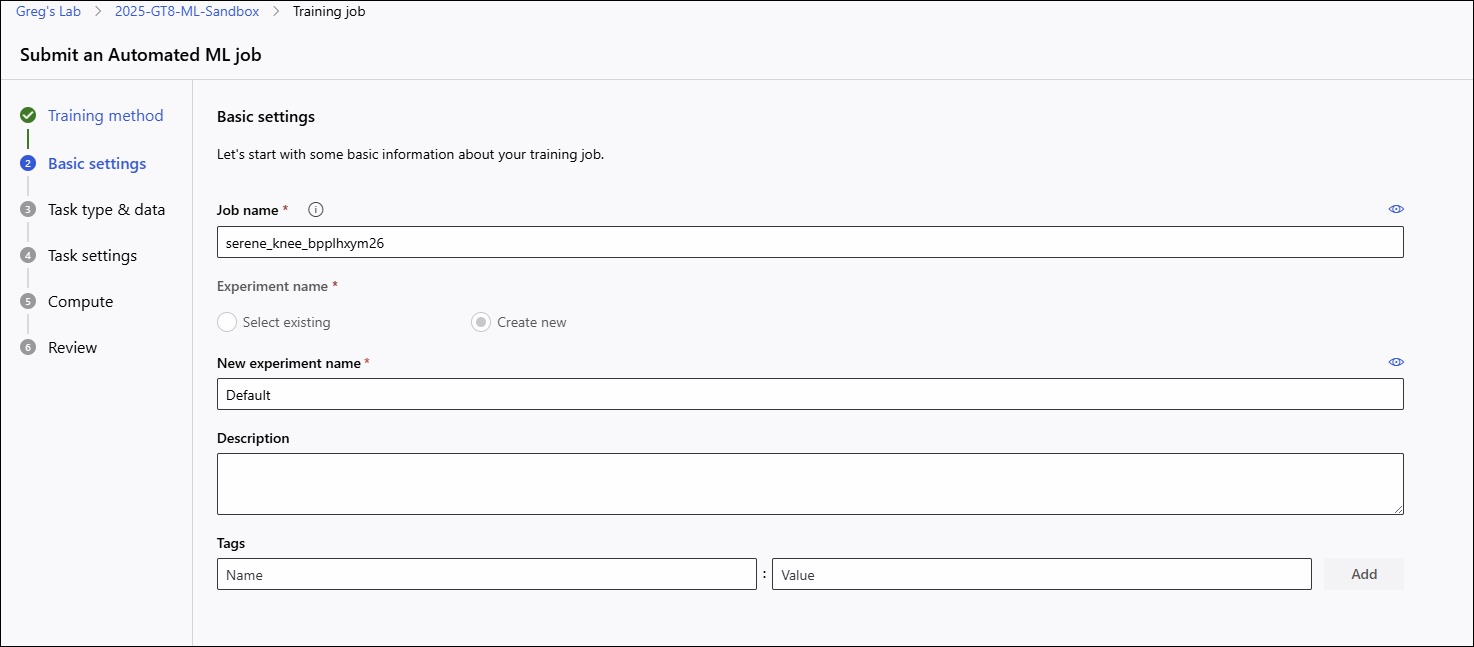 Greg's Lab > 2025-GT8-ML-Sandbox > Training job
Submit an Automated ML job
Training method
2 Basic settings
3 Task type & data
4 Task settings
5 Compute
6 Review
Basic settings
Let's start with some basic information about your training job.
Job name *
serene_knee_bpplhxym26
Experiment name *
Select existing Create new
New experiment name *
Default
Description
Tags
Name : Value Add